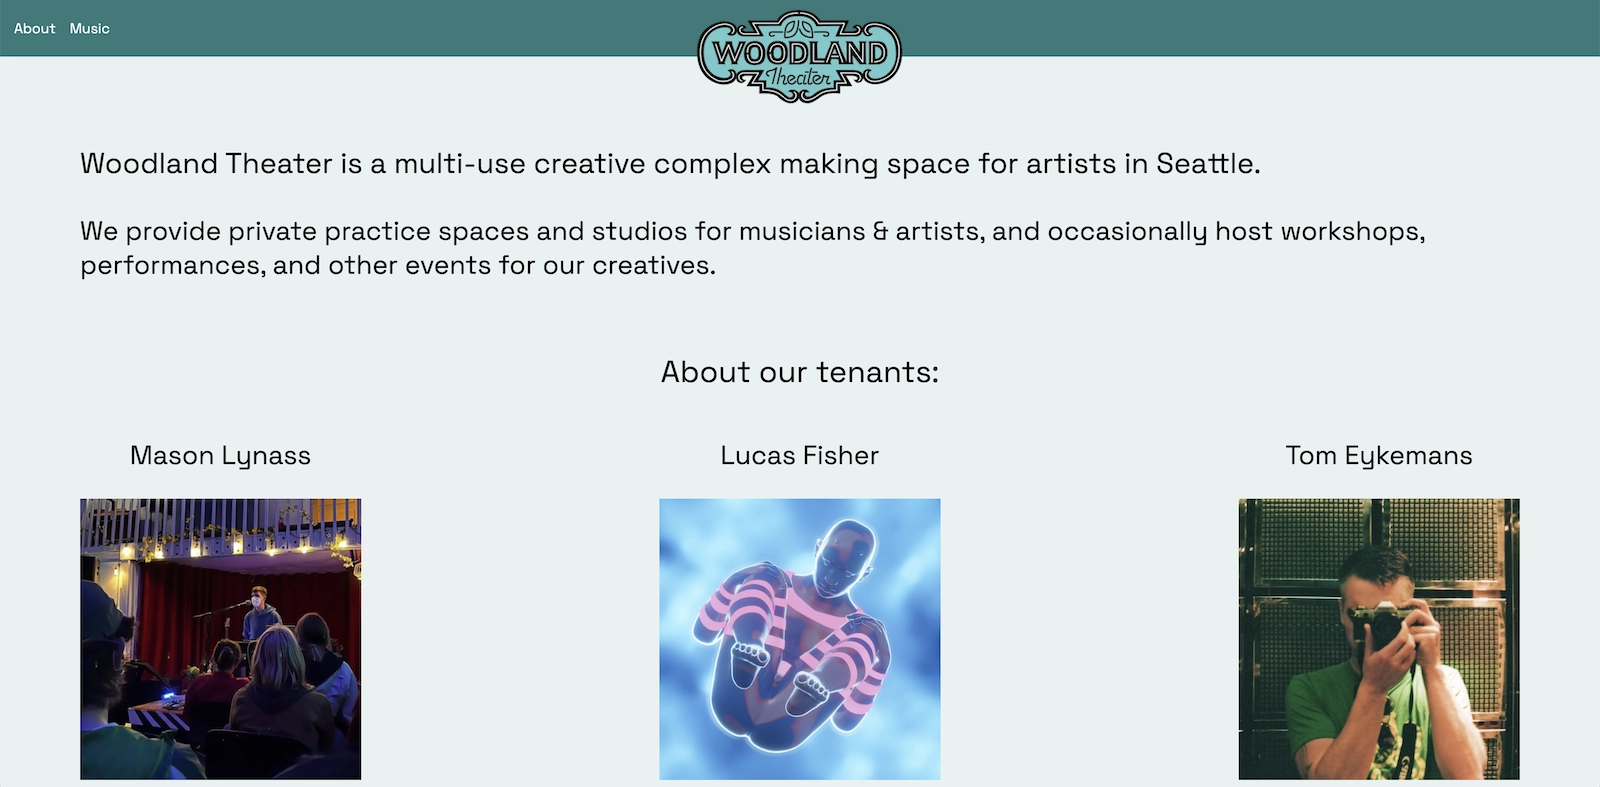 About Music
WOODLAND
Theater
Woodland Theater is a multi-use creative complex making space for artists in Seattle.
We provide private practice spaces and studios for musicians & artists, and occasionally host workshops,
performances, and other events for our creatives.
About our tenants:
Mason Lynass
Lucas Fisher
Tom Eykemans